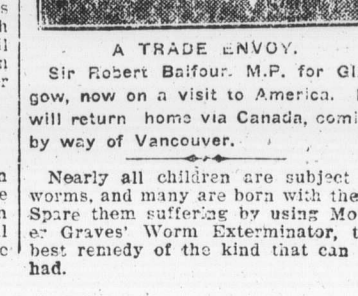 A TRADE ENVOY.
Sir Robert Balfour. M.P. for Gl
gow, now on a visit to America.
will return home via Canada, comi
by way of Vancouver.
Nearly all children are subject
worms, and many are born with the
Spare them suffering by using Mo
er Graves' Worm Exterminator, t
best remedy of the kind that can
had.